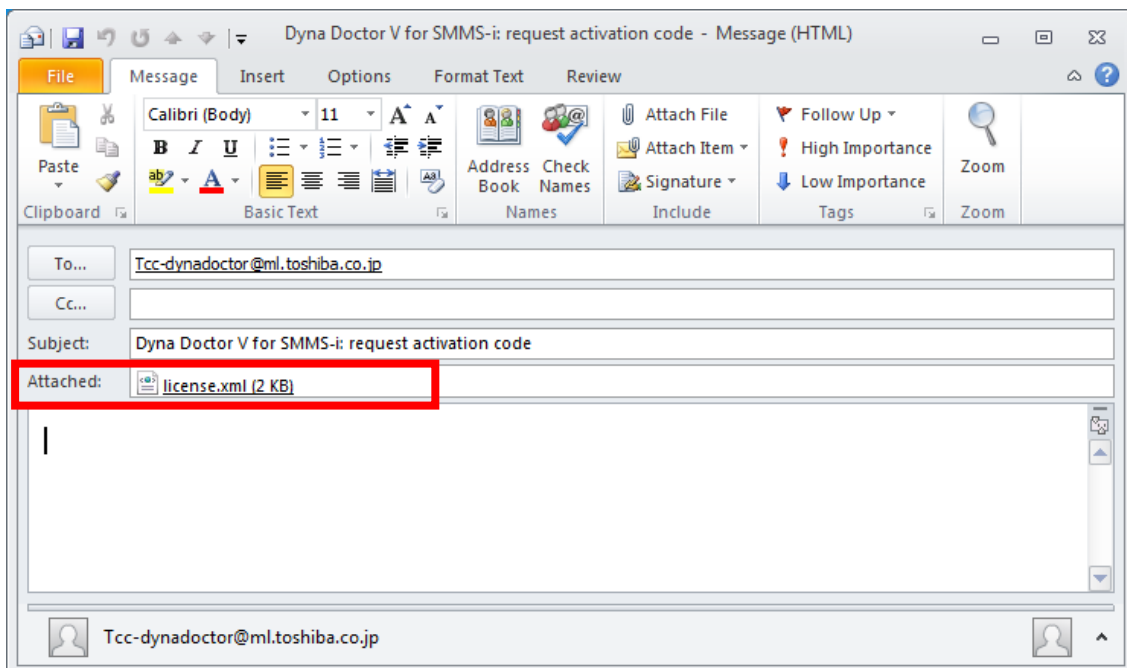 Dyna Doctor V for SMMS-i: request activation code - Message (HTML)
File Message Insert Options Format Text Review
Calibri (Body) 11 A A
Attach File
Follow Up
B I U
Attach Item
High Importance
Paste
Address Book
Check Names
Zoom
ab A
Signature
Low Importance
Clipboard Basic Text Names Include Tags Zoom
To... Tcc-dynadoctor@ml.toshiba.co.jp
Cc...
Subject: Dyna Doctor V for SMMS-i: request activation code
Attached: license.xml (2 KB)
Tcc-dynadoctor@ml.toshiba.co.jp